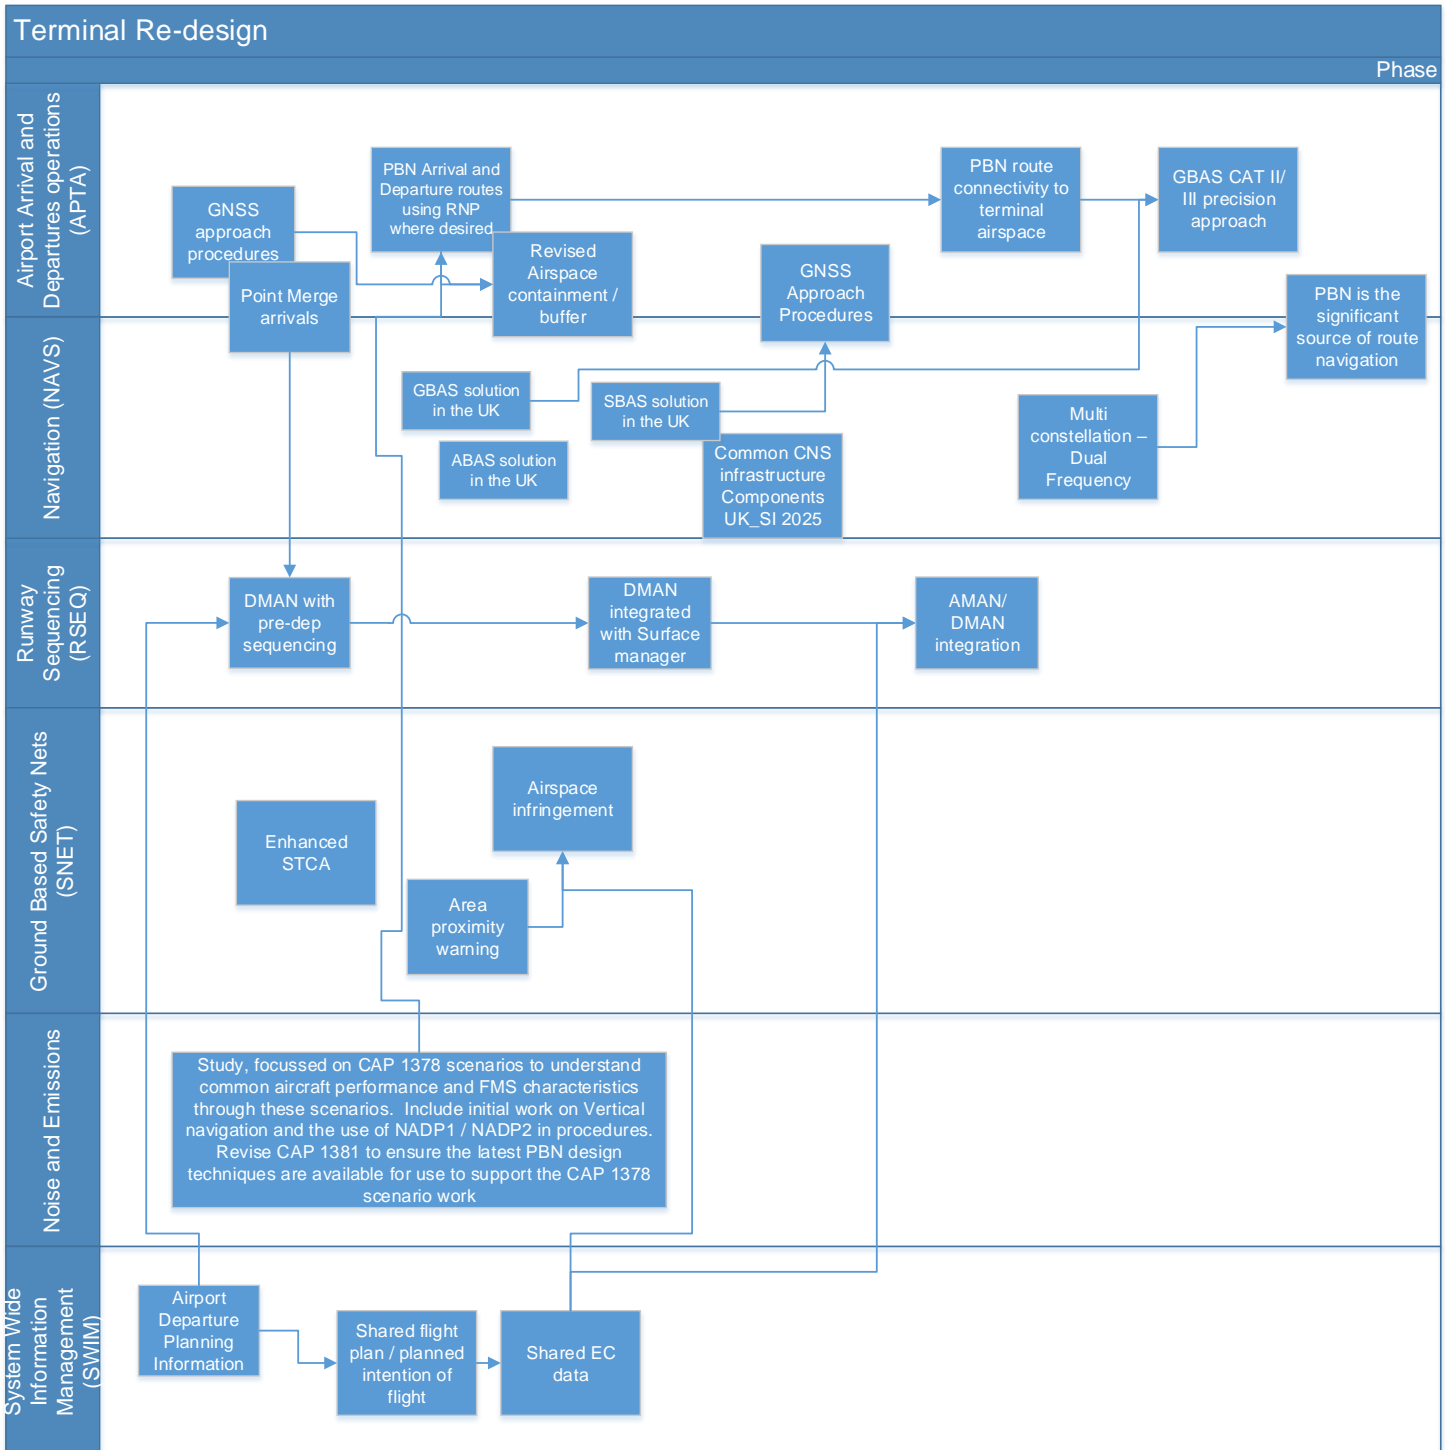 Terminal Re-design
Phase
Airport Arrival and
Departures operations
(APTA)
GNSS
approach
procedures
Point Merge
arrivals
PBN Arrival and
Departure routes
using RNP
where desired
Revised
Airspace
containment /
buffer
GNSS
Approach
Procedures
PBN route
connectivity to
terminal
airspace
GBAS CAT II/
III precision
approach
PBN is the
significant
source of route
navigation
Navigation (NAVS)
GBAS solution
in the UK
ABAS solution
in the UK
SBAS solution
in the UK
Common CNS
infrastructure
Components
UK_SI 2025
Multi
constellation –
Dual
Frequency
Runway
Sequencing
(RSEQ)
DMAN with
pre-dep
sequencing
DMAN
integrated
with Surface
manager
AMAN/
DMAN
integration
Ground Based Safety Nets
(SNET)
Enhanced
STCA
Airspace
infringement
Area
proximity
warning
Noise and Emissions
Study, focussed on CAP 1378 scenarios to understand
common aircraft performance and FMS characteristics
through these scenarios.  Include initial work on Vertical
navigation and the use of NADP1 / NADP2 in procedures.
Revise CAP 1381 to ensure the latest PBN design
techniques are available for use to support the CAP 1378
scenario work
System Wide
Information
Management
(SWIM)
Airport
Departure
Planning
Information
Shared flight
plan / planned
intention of
flight
Shared EC
data